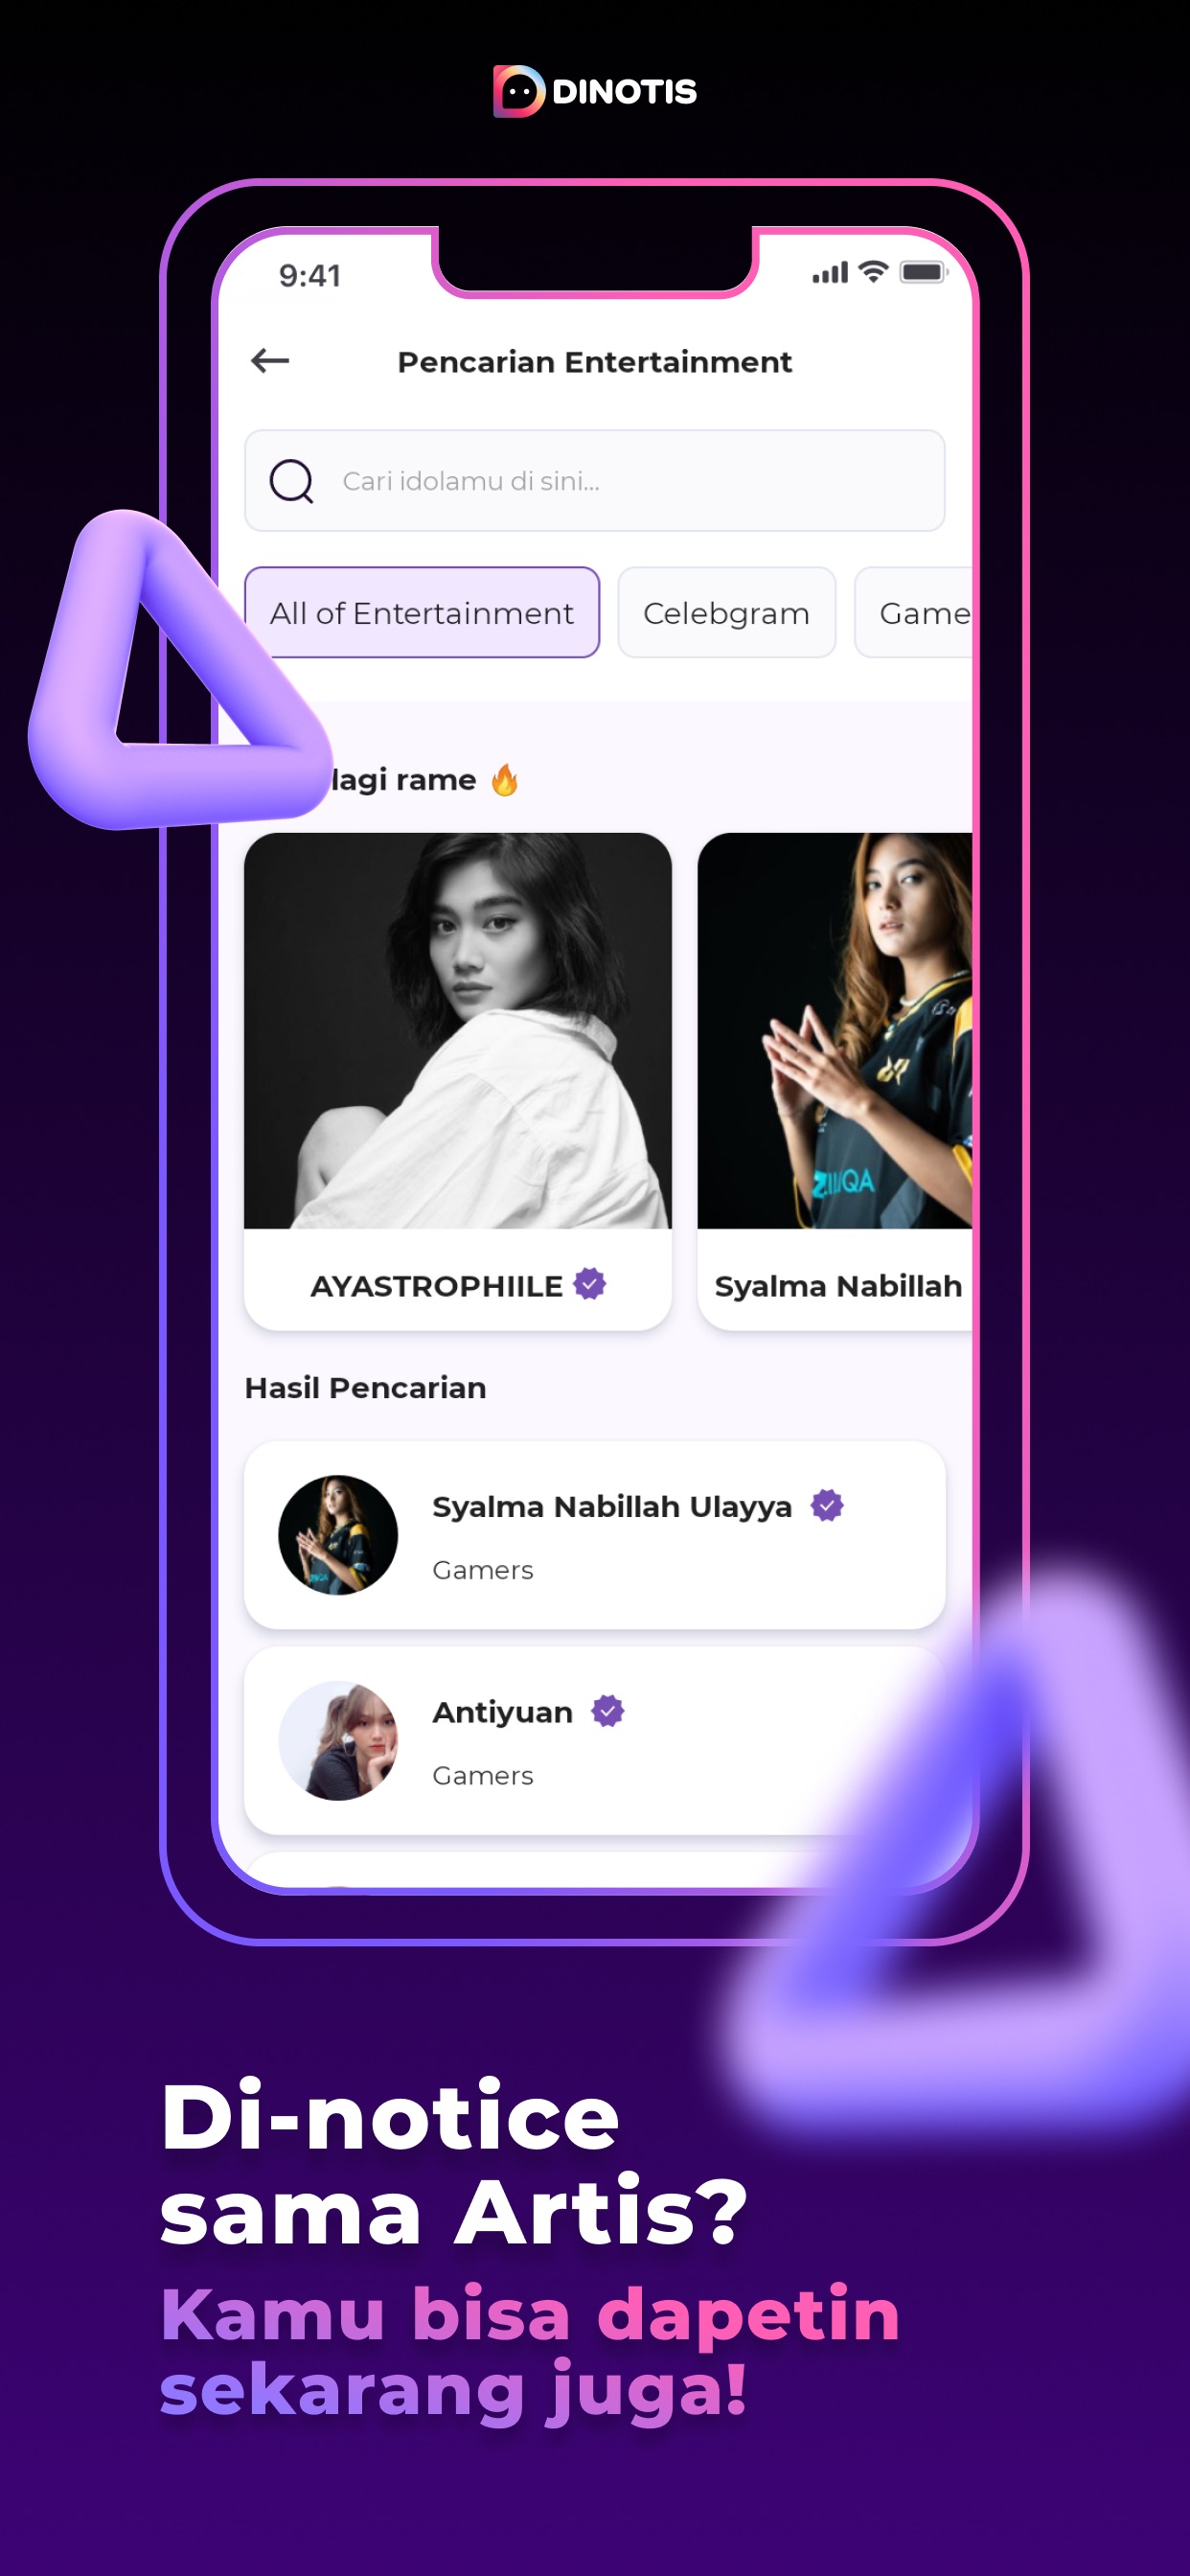 DINOTIS
9:41
Pencarian Entertainment
Cari idolamu di sini...
All of Entertainment
Celebgram
Game
lagi rame 🔥
AYASTROPHIILE
Syalma Nabillah
Hasil Pencarian
Syalma Nabillah Ulayya
Gamers
Antiyuan
Gamers
Di-notice
sama Artis?
Kamu bisa dapetin
sekarang juga!